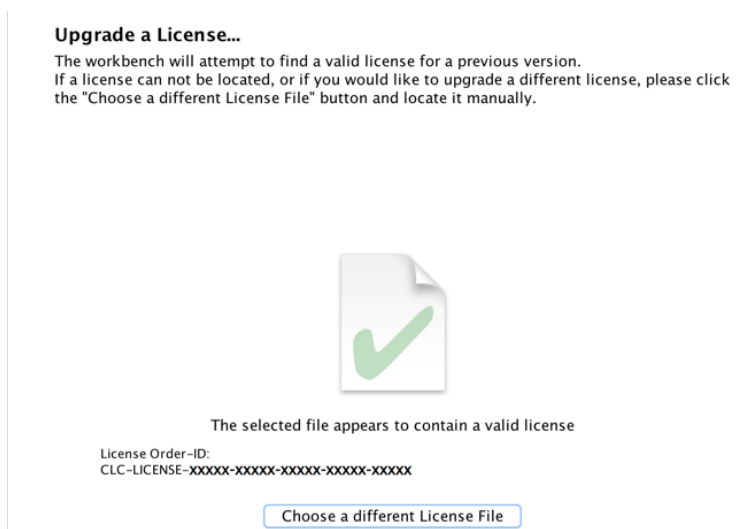 Upgrade a License...
The workbench will attempt to find a valid license for a previous version.
If a license can not be located, or if you would like to upgrade a different license, please click
the "Choose a different License File" button and locate it manually.
The selected file appears to contain a valid license
License Order-ID:
CLC-LICENSE-XXXXX-XXXXX-XXXXX-XXXXX-XXXXX
Choose a different License File